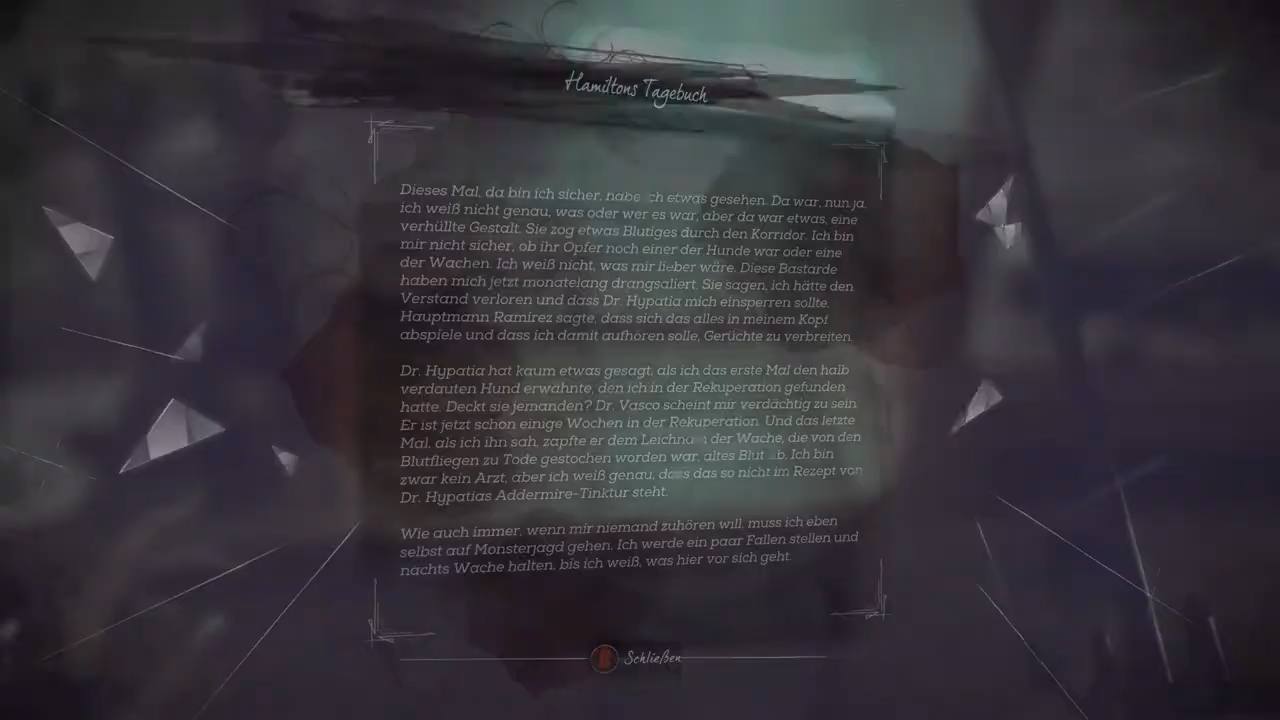 Hamiltons Tagebuch
Dieses Mal, da bin ich sicher, habe ich etwas gesehen. Da war, nun ja,
ich weiß nicht genau, was oder wer es war, aber da war etwas, eine
verhüllte Gestalt. Sie zog etwas Blutiges durch den Korridor. Ich bin
mir nicht sicher, ob ihr Opfer noch einer der Hunde war oder eine
der Wachen. Ich weiß nicht, was mir lieber wäre. Diese Bastarde
haben mich jetzt monatelang drangsaliert. Sie sagen, ich hätte den
Verstand verloren und dass Dr. Hypatia mich einsperren sollte.
Hauptmann Ramirez sagte, dass sich das alles in meinem Kopf
abspiele und dass ich damit aufhören solle, Gerüchte zu verbreiten.
Dr. Hypatia hat kaum etwas gesagt, als ich das erste Mal den halb
verdauten Hund erwähnte, den ich in der Rekuperation gefunden
hatte. Deckt sie jemanden? Dr. Vasco scheint mir verdächtig zu sein.
Er ist jetzt schon einige Wochen in der Rekuperation. Und das letzte
Mal, als ich ihn sah, zapfte er dem Leichnam der Wache, die von den
Blutfliegen zu Tode gestochen worden war, altes Blut ab. Ich bin
zwar kein Arzt, aber ich weiß genau, dass das so nicht im Rezept von
Dr. Hypatias Addermire-Tinktur steht.
Wie auch immer, wenn mir niemand zuhören will, muss ich eben
selbst auf Monsterjagd gehen. Ich werde ein paar Fallen stellen und
nachts Wache halten, bis ich weiß, was hier vor sich geht.
B Schließen